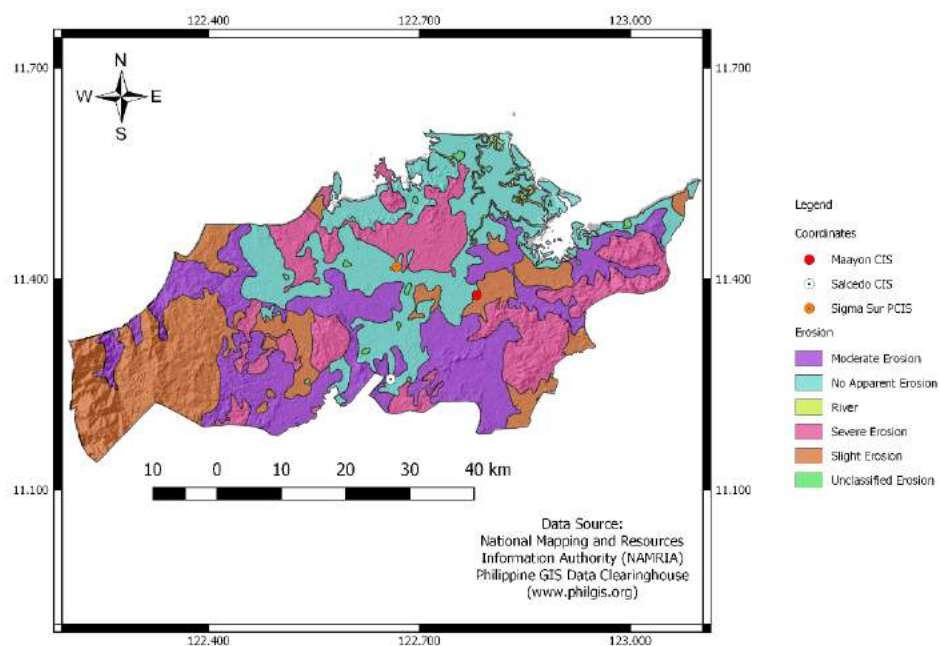 122.400 122.700 123.000
11.700 11.700
N
W E
S
11.400 11.400
11.100 11.100
10 0 10 20 30 40 km
Data Source:
National Mapping and Resources
Information Authority (NAMRIA)
Philippine GIS Data Clearinghouse
(www.philgis.org)
122.400 122.700 123.000
Legend
Coordinates
Maayon CIS
Salcedo CIS
Sigma Sur PCIS
Erosion
Moderate Erosion
No Apparent Erosion
River
Severe Erosion
Slight Erosion
Unclassified Erosion